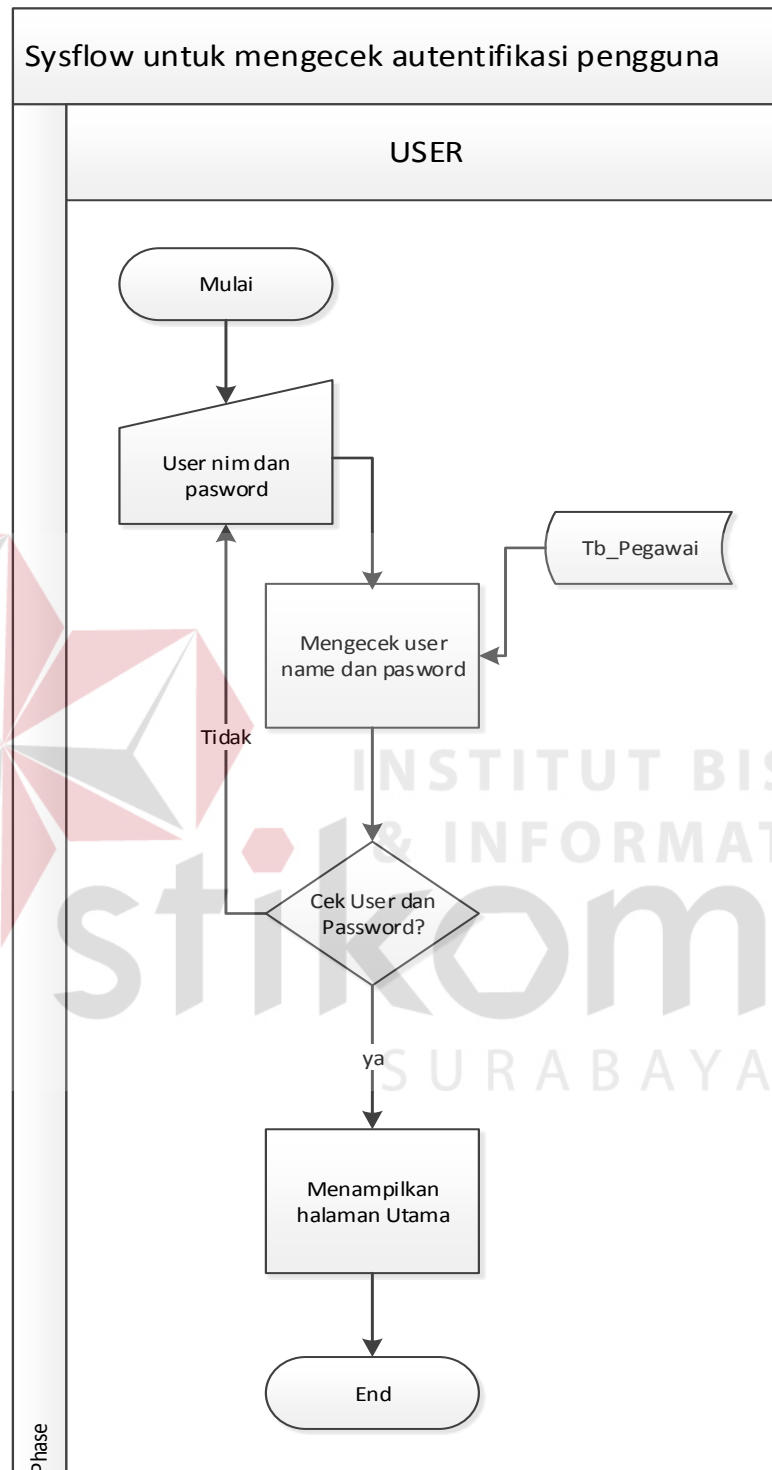 Sysflow untuk mengecek autentifikasi pengguna
USER
Mulai
User nim dan
pasword
Tb_Pegawai
Mengecek user
name dan pasword
Tidak
INSTITUT BIS
& INFORMAT
stikom
SURABAYA
Cek User dan
Password?
ya
Menampilkan
halaman Utama
End
Phase